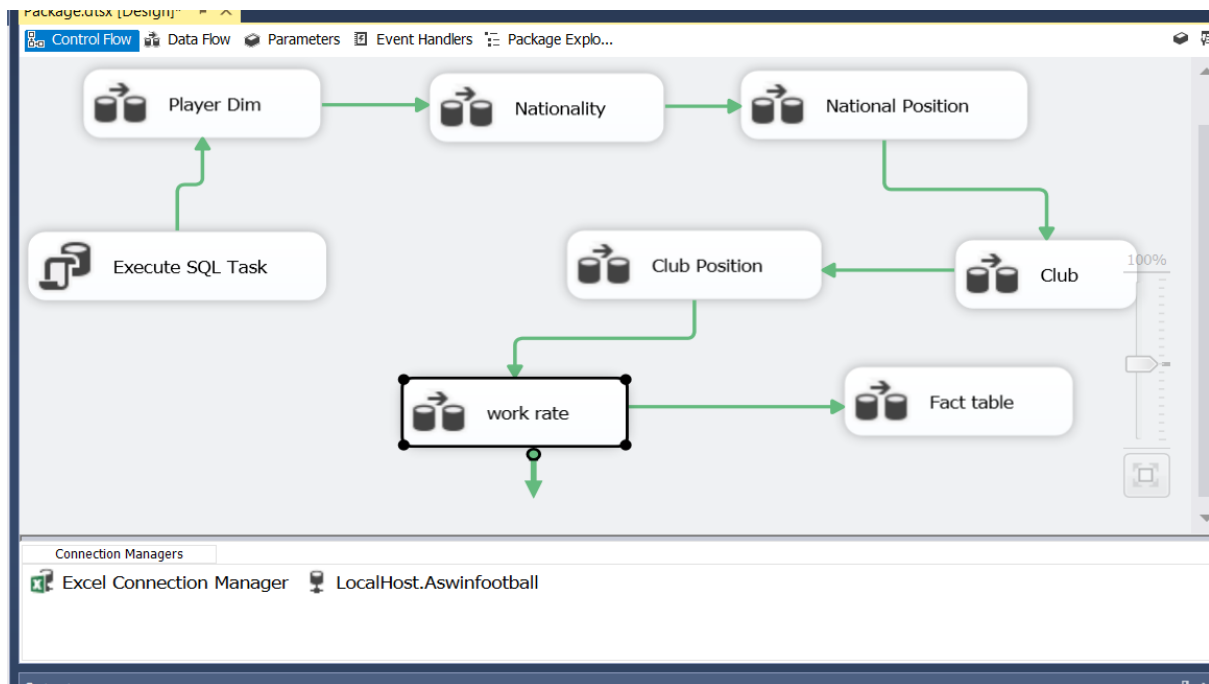 Package.dtsx [Design]*
Control Flow Data Flow Parameters Event Handlers Package Explo...
Player Dim
Nationality
National Position
Execute SQL Task
Club Position
Club
100%
work rate
Fact table
Connection Managers
Excel Connection Manager LocalHost.Aswinfootball